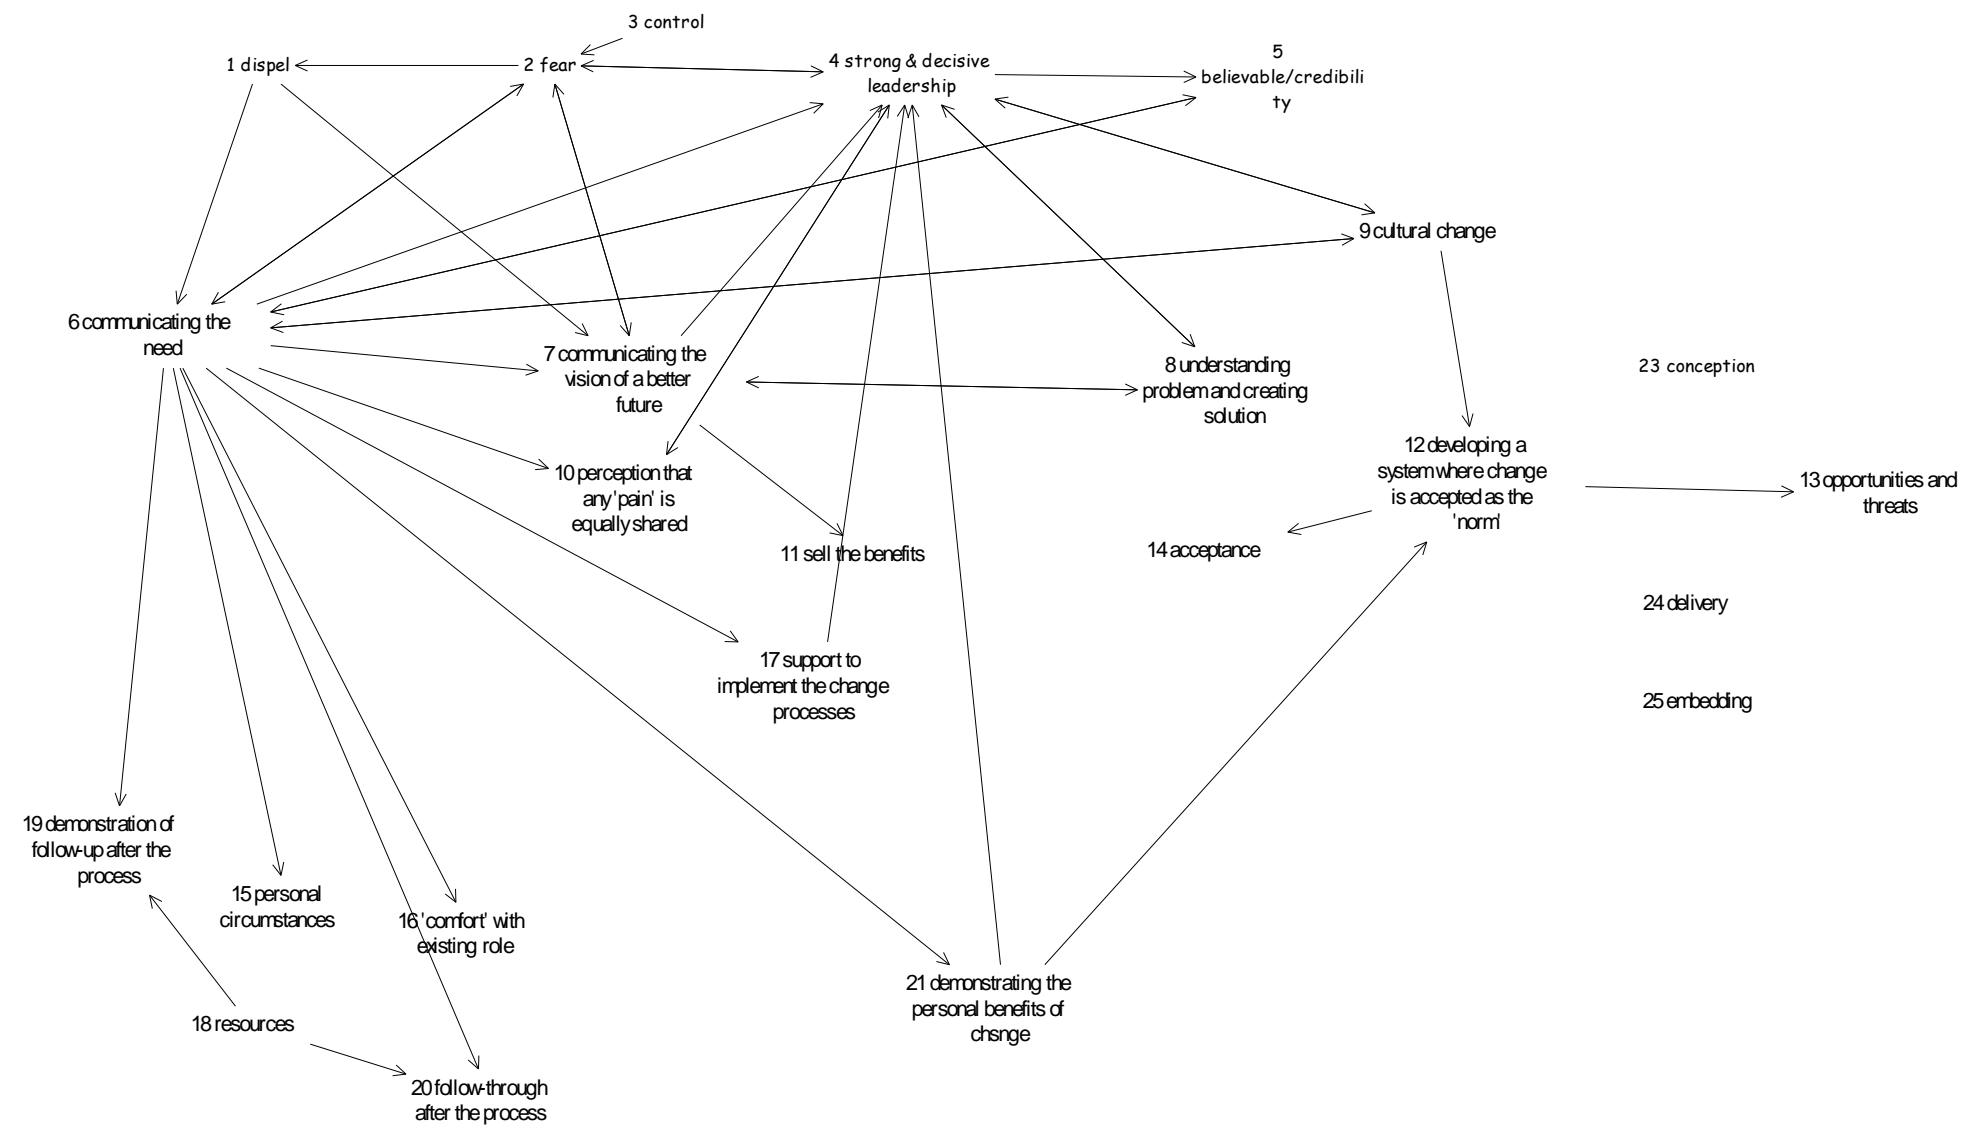 3 control
1 dispel
2 fear
4 strong & decisive
leadership
5
believable/credibili
ty
9 cultural change
6 communicating the
need
7 communicating the
vision of a better
future
8 understanding
problem and creating
solution
23 conception
10 perception that
any 'pain' is
equally shared
11 sell the benefits
12 developing a
system where change
is accepted as the
'norm'
13 opportunities and
threats
14 acceptance
24 delivery
17 support to
implement the change
processes
25 embedding
19 demonstration of
follow-up after the
process
15 personal
circumstances
16 'comfort' with
existing role
21 demonstrating the
personal benefits of
chsnge
18 resources
20 follow-through
after the process